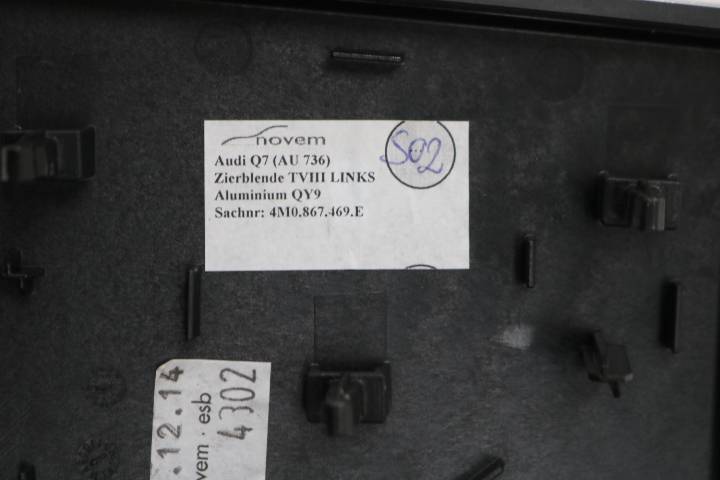 novem
S02
Audi Q7 (AU 736)
Zierblende TVIII LINKS
Aluminium QY9
Sachnr: 4M0.867.469.E
.12.14
vem · esb
4302